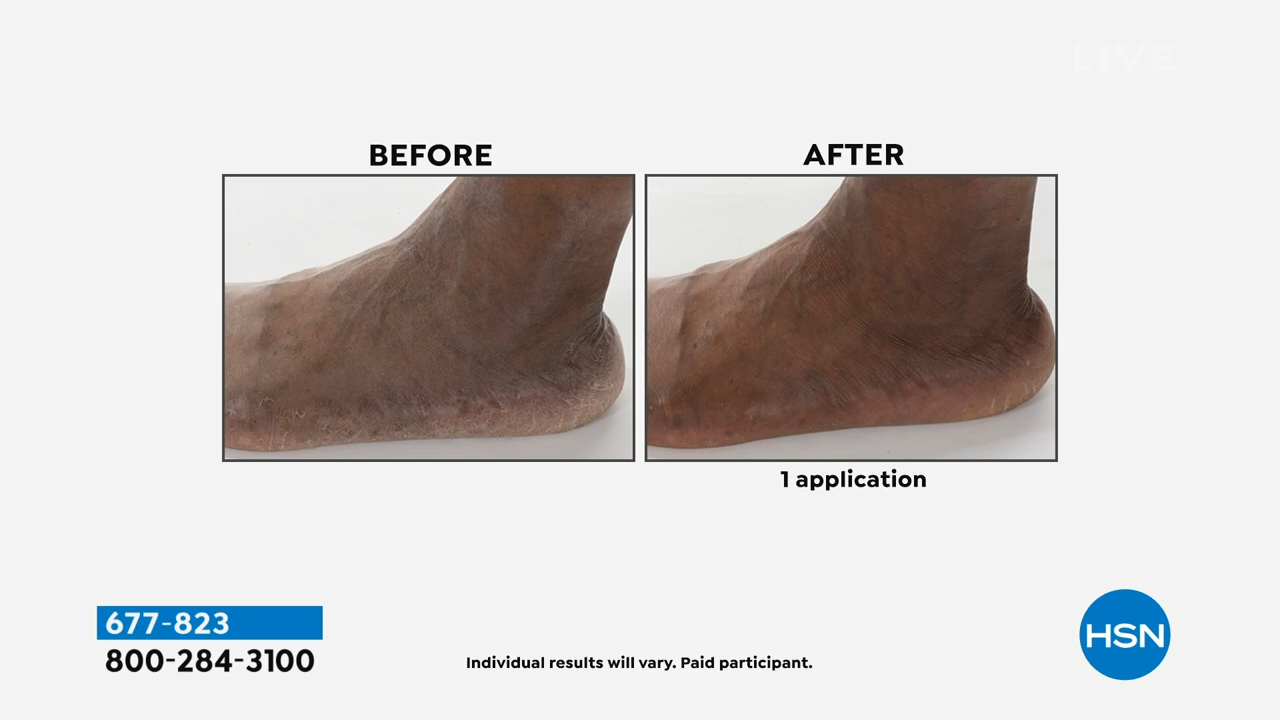 LIVE
BEFORE
AFTER
1 application
677-823
800-284-3100
Individual results will vary. Paid participant.
HSN